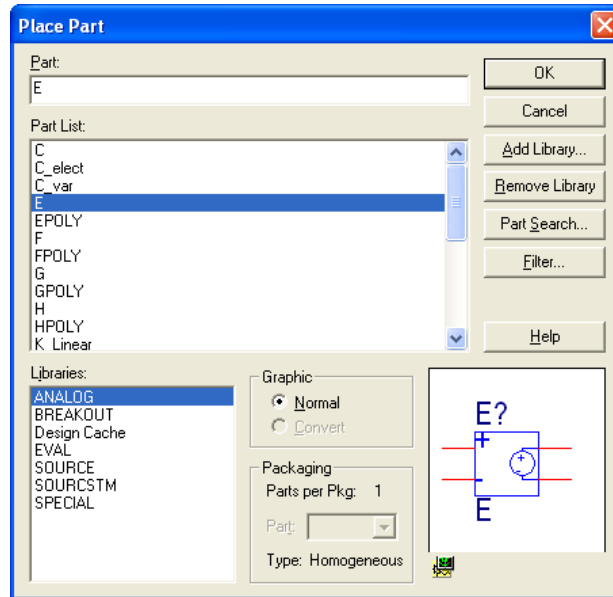 Place Part
Part:
E
OK
Cancel
Part List:
C
C_elect
C_var
E
EPOLY
F
FPOLY
G
GPOLY
H
HPOLY
K_Linear
Add Library...
Remove Library
Part Search...
Filter...
Help
Libraries:
ANALOG
BREAKOUT
Design Cache
EVAL
SOURCE
SOURCSTM
SPECIAL
Graphic
Normal
Convert
Packaging
Parts per Pkg: 1
Part:
Type: Homogeneous
E?
+
-
E